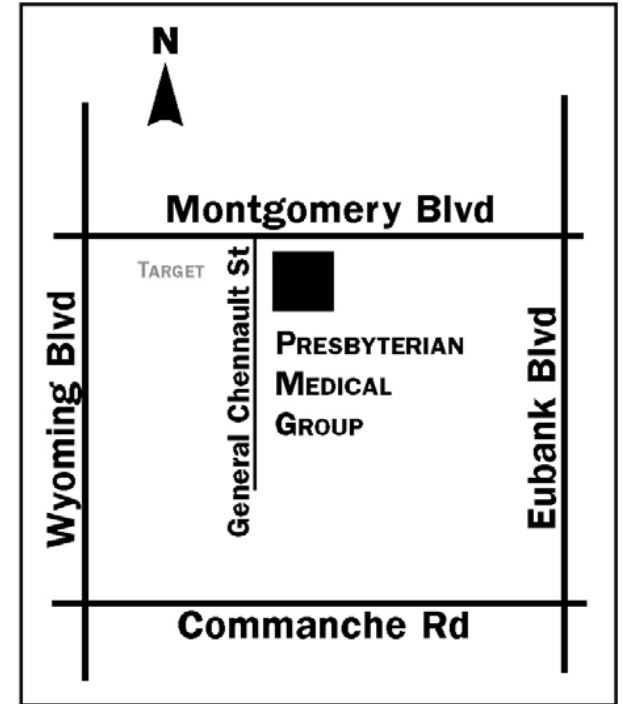 N
Montgomery Blvd
TARGET
General Chennault St
PRESBYTERIAN
MEDICAL
GROUP
Wyoming Blvd
Eubank Blvd
Commanche Rd